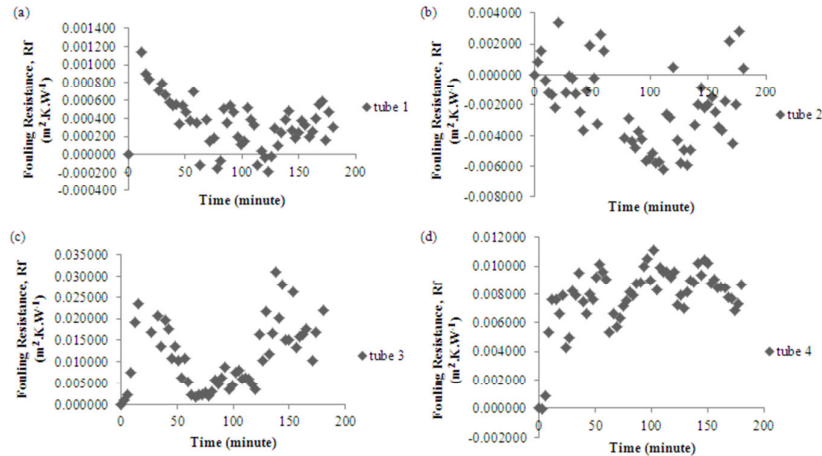 (a)
Fouling Resistance, Rf
(m².K.W⁻¹)
0.001400
0.001200
0.001000
0.000800
0.000600
0.000400
0.000200
0.000000
-0.000200
-0.000400
0
50
100
150
200
Time (minute)
tube 1
(b)
Fouling Resistance, Rf
(m².K.W⁻¹)
0.004000
0.002000
0.000000
-0.002000
-0.004000
-0.006000
-0.008000
0
50
100
150
200
Time (minute)
tube 2
(c)
Fouling Resistance, Rf
(m².K.W⁻¹)
0.035000
0.030000
0.025000
0.020000
0.015000
0.010000
0.005000
0.000000
0
50
100
150
200
Time (minute)
tube 3
(d)
Fouling Resistance, Rf
(m².K.W⁻¹)
0.012000
0.010000
0.008000
0.006000
0.004000
0.002000
0.000000
-0.002000
0
50
100
150
200
Time (minute)
tube 4